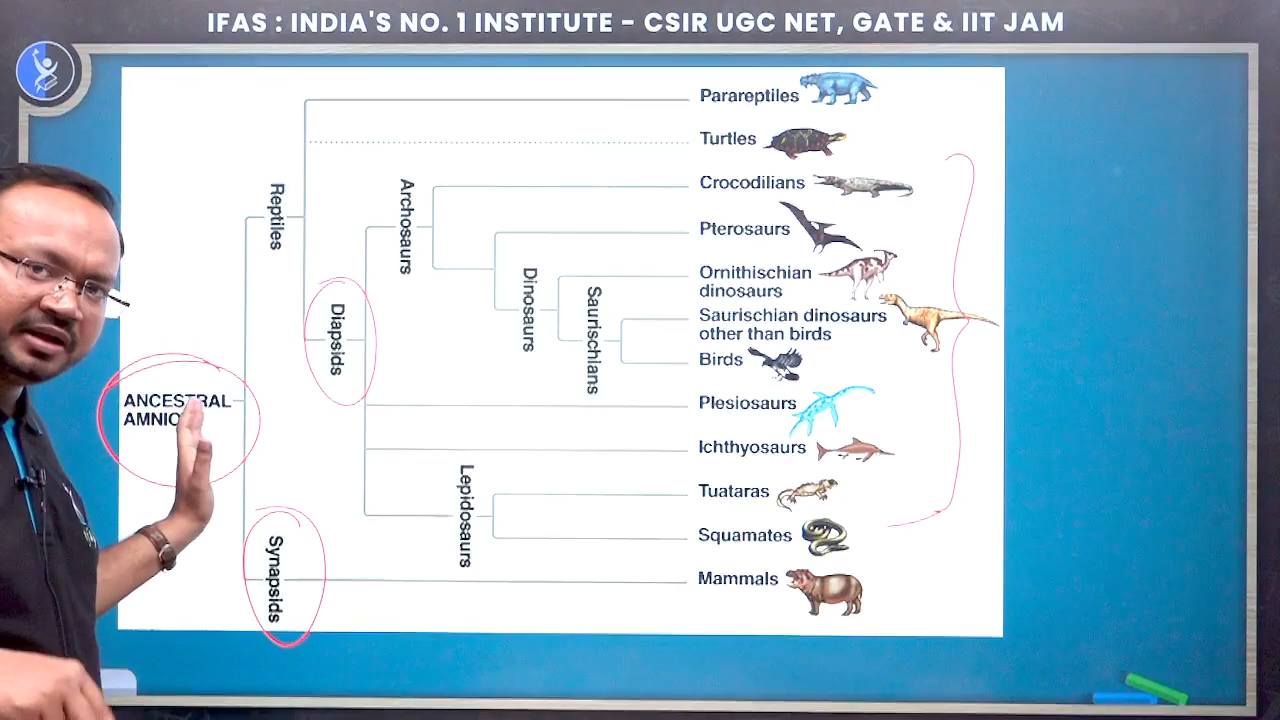 IFAS : INDIA'S NO. 1 INSTITUTE - CSIR UGC NET, GATE & IIT JAM
Parareptiles
Turtles
Crocodilians
Pterosaurs
Ornithischian
dinosaurs
Saurischian dinosaurs
other than birds
Birds
Plesiosaurs
Ichthyosaurs
Tuataras
Squamates
Mammals
Reptiles
Archosaurs
Dinosaurs
Saurischians
Diapsids
Lepidosaurs
Synapsids
ANCESTRAL